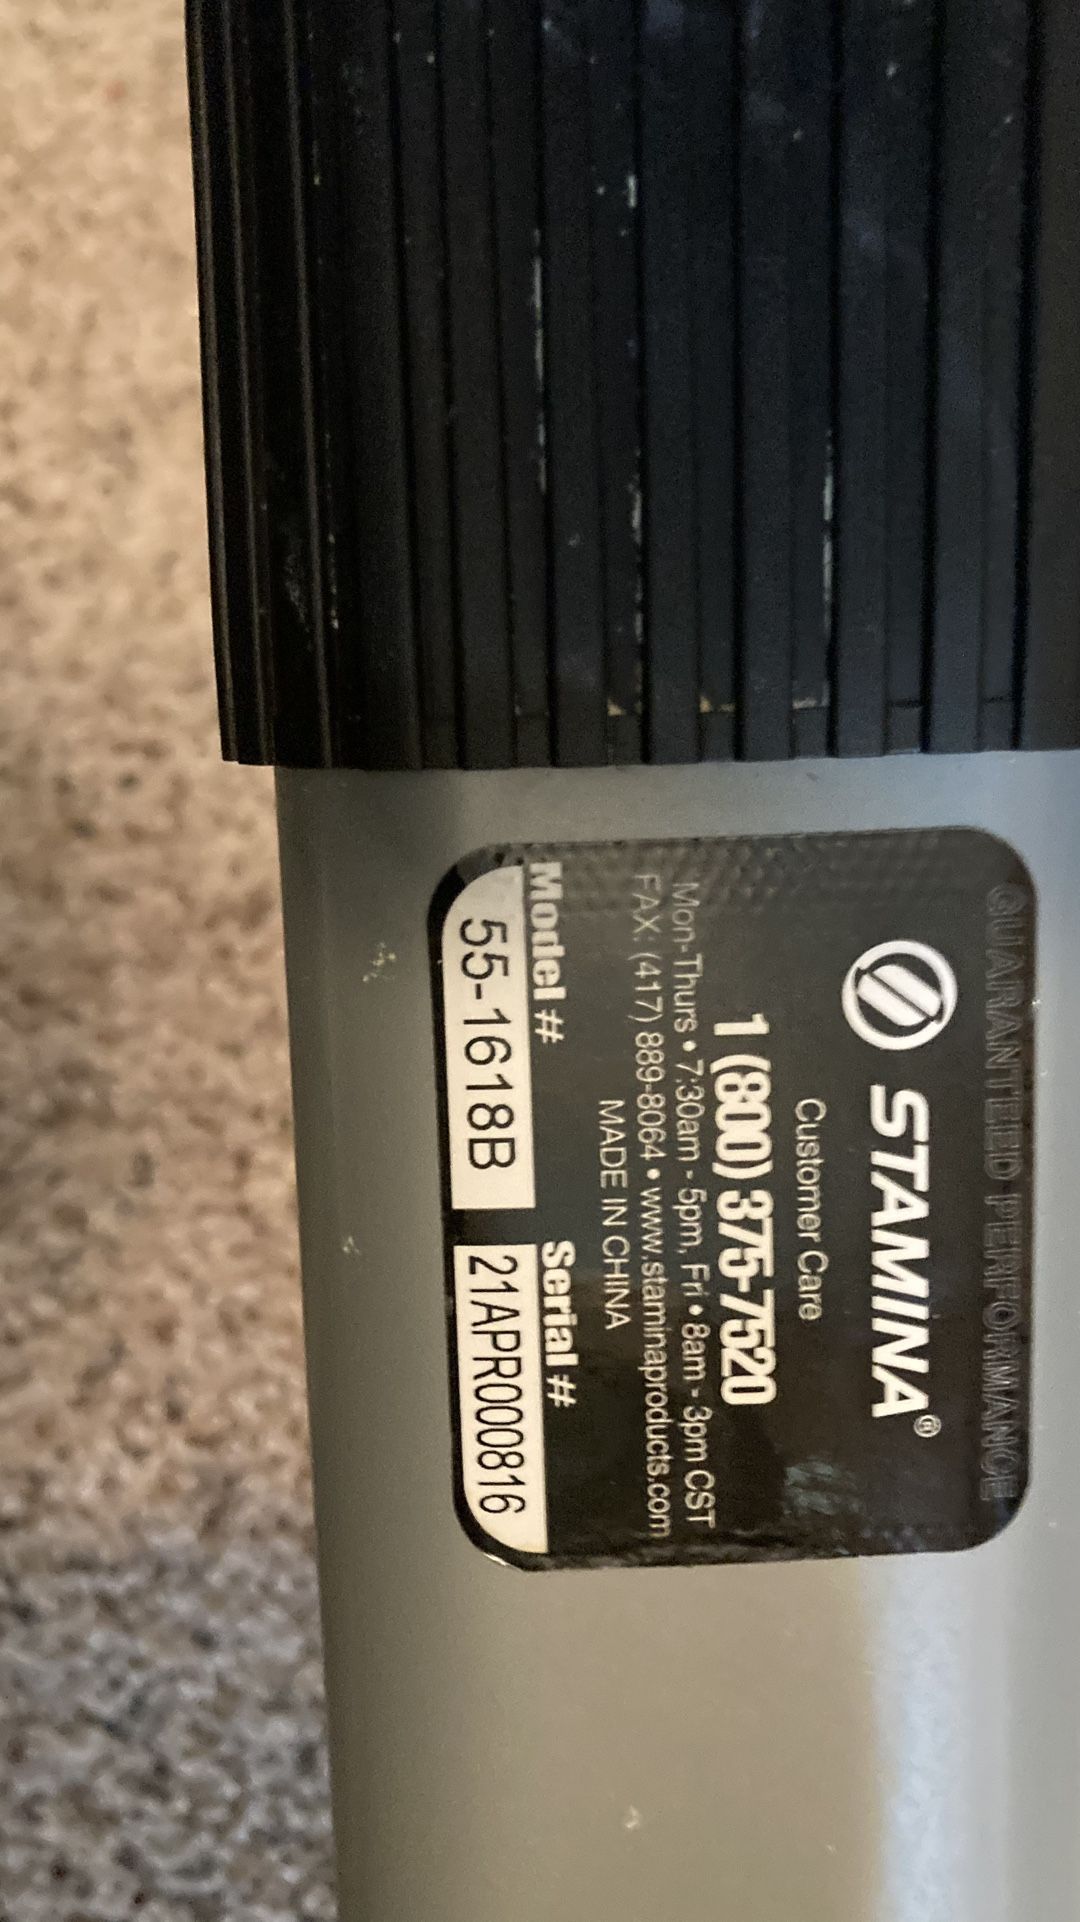 GUARANTEED PERFORMANCE
STAMINA®
Customer Care
1 (800) 375-7520
Mon-Thurs • 7:30am - 5pm, Fri • 8am - 3pm CST
FAX: (417) 889-8064 • www.staminaproducts.com
MADE IN CHINA
Model # Serial #
55-1618B 21APR000816